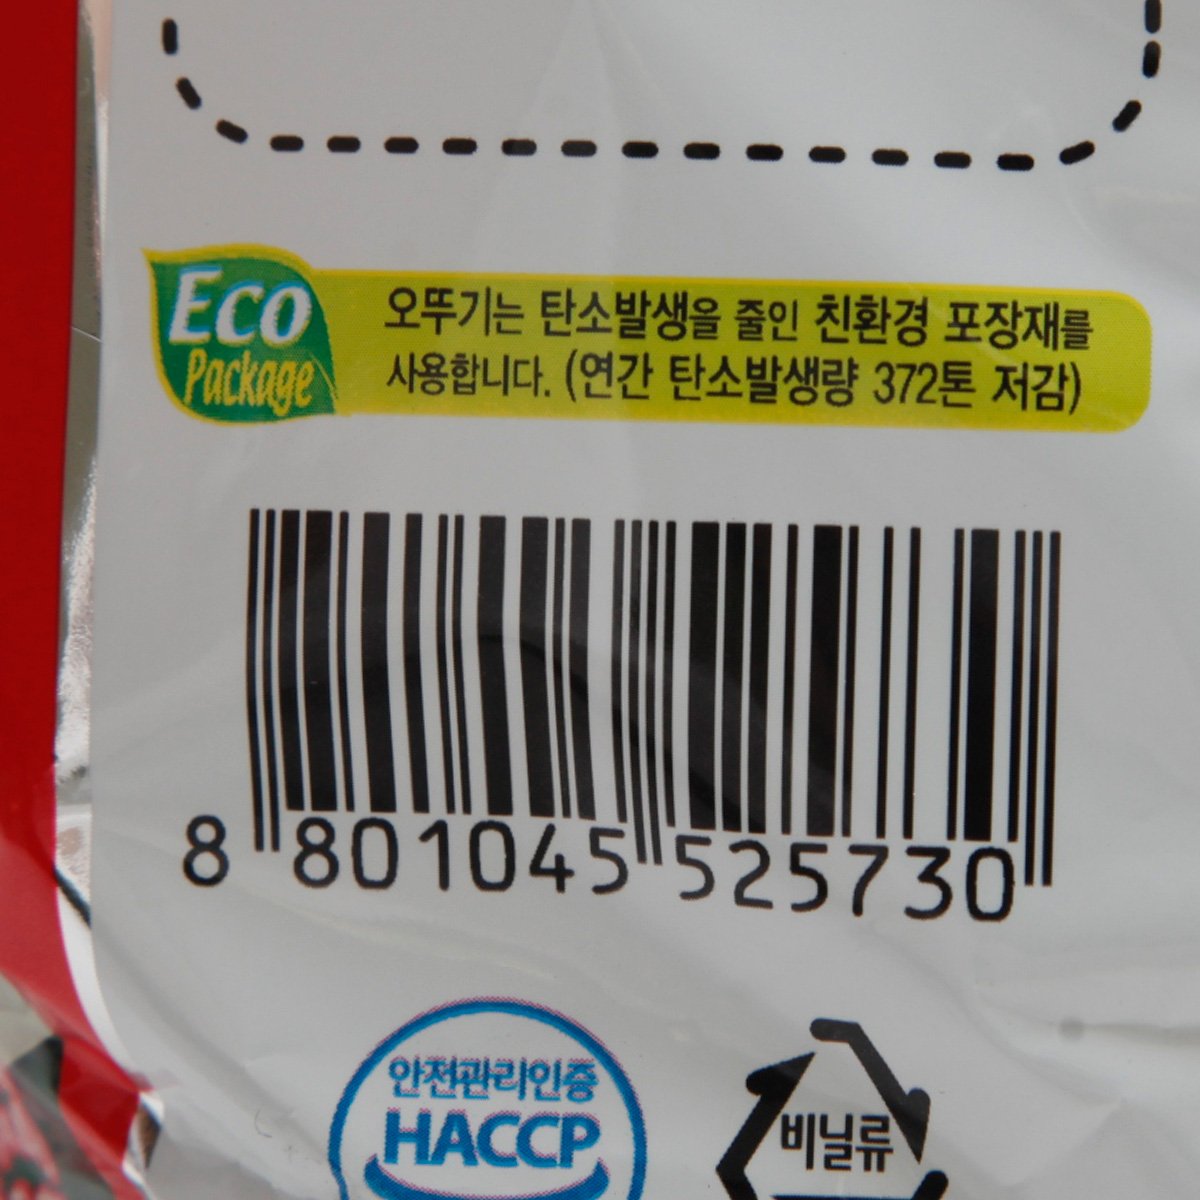 Eco
Package
오뚜기는 탄소발생을 줄인 친환경 포장재를
사용합니다. (연간 탄소발생량 372톤 저감)
8 801045 525730
안전관리인증
HACCP
비닐류